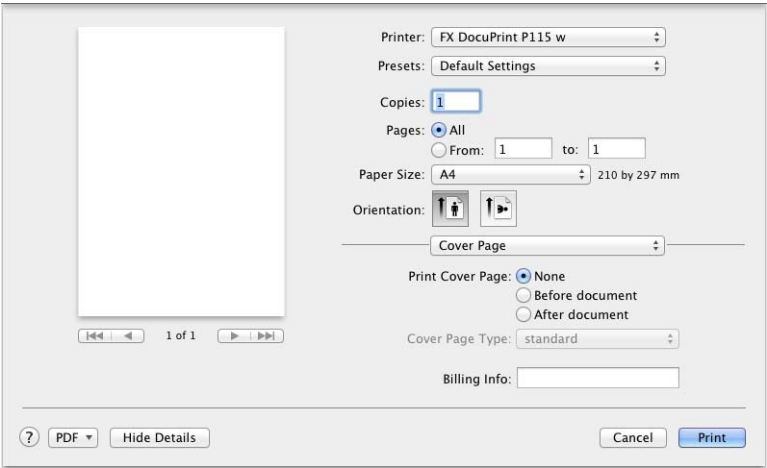 Printer: FX DocuPrint P115 w
Presets: Default Settings
Copies: 1
Pages: All
From: 1 to: 1
Paper Size: A4 210 by 297 mm
Orientation:
Cover Page
Print Cover Page: None
Before document
After document
1 of 1
Cover Page Type: standard
Billing Info:
? PDF Hide Details Cancel Print